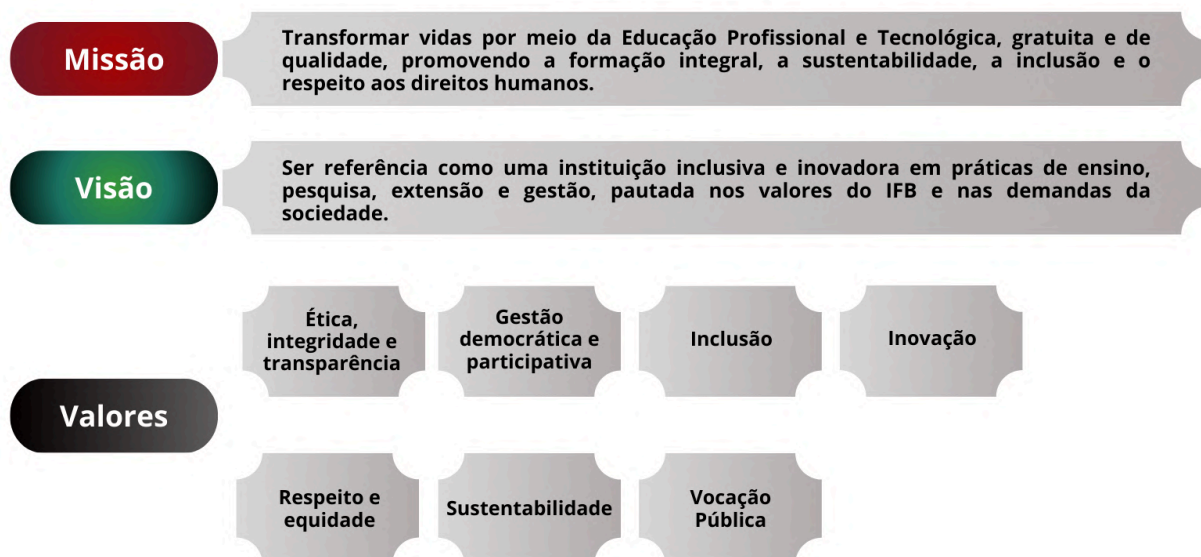 Missão
Transformar vidas por meio da Educação Profissional e Tecnológica, gratuita e de
qualidade, promovendo a formação integral, a sustentabilidade, a inclusão e o
respeito aos direitos humanos.
Visão
Ser referência como uma instituição inclusiva e inovadora em práticas de ensino,
pesquisa, extensão e gestão, pautada nos valores do IFB e nas demandas da
sociedade.
Valores
Ética,
integridade e
transparência
Gestão
democrática e
participativa
Inclusão
Inovação
Respeito e
equidade
Sustentabilidade
Vocação
Pública